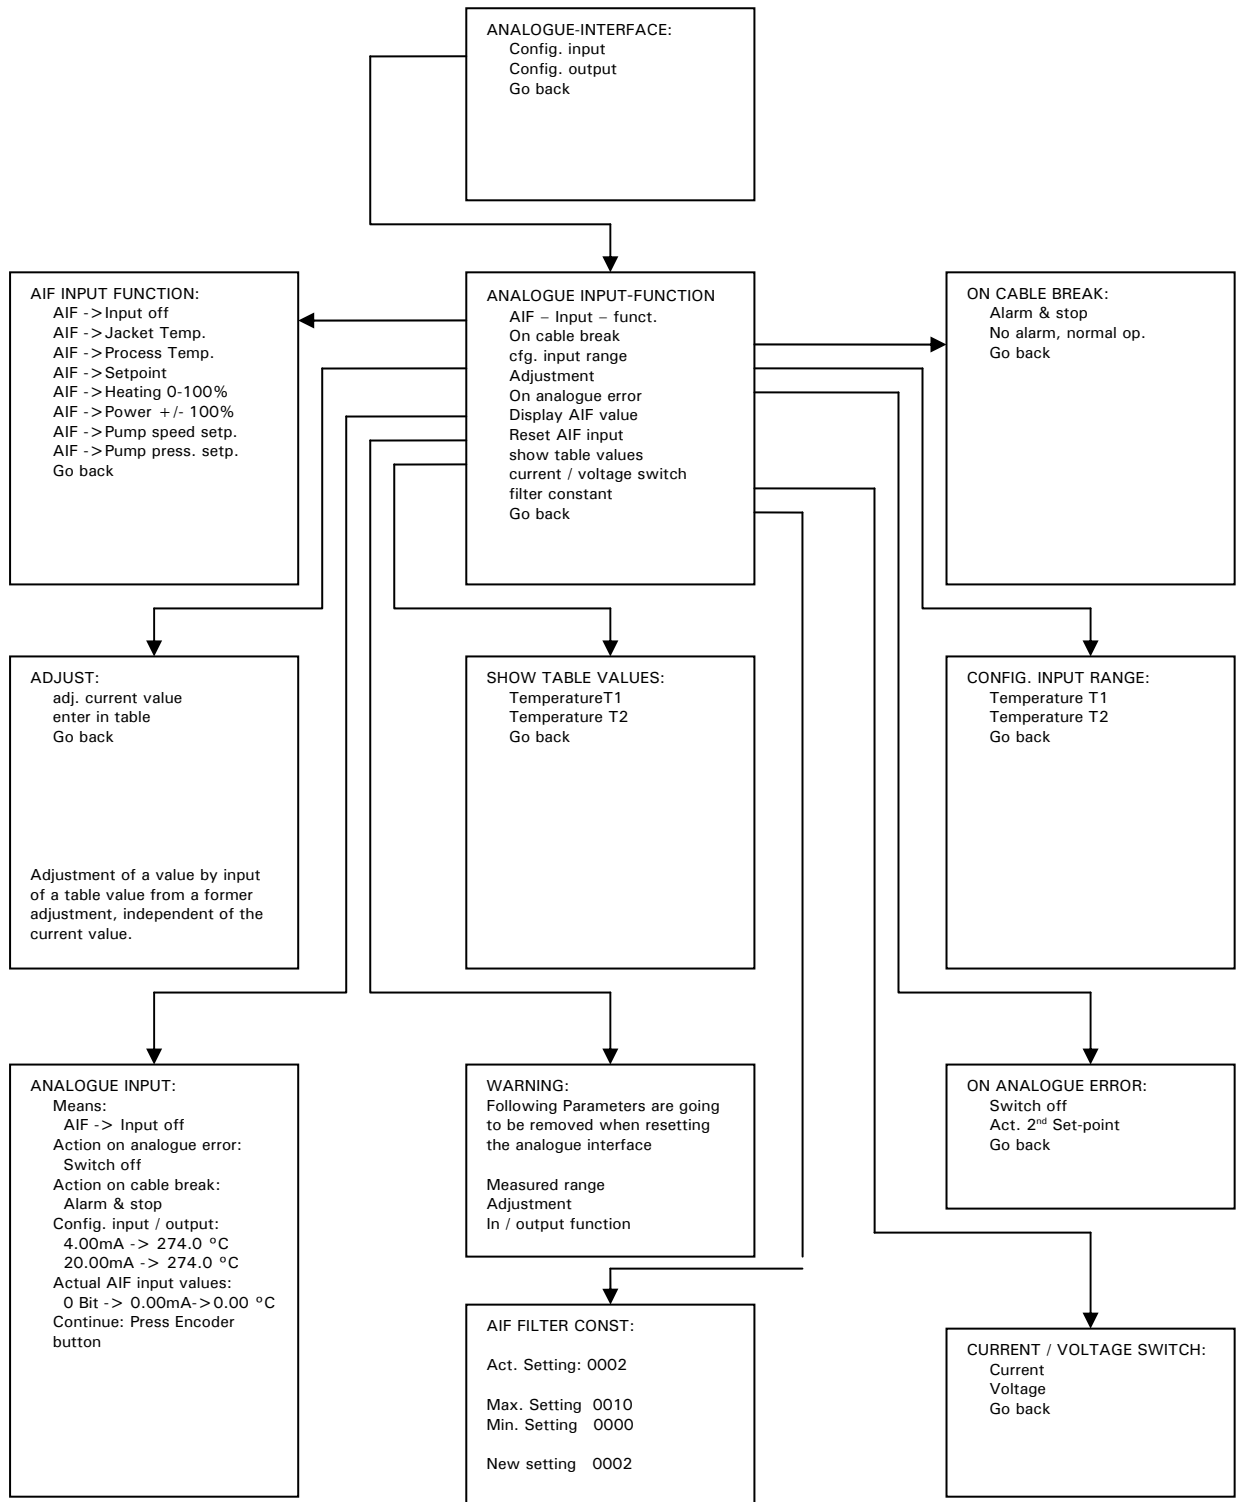 ANALOGUE-INTERFACE:
Config. input
Config. output
Go back
AIF INPUT FUNCTION:
AIF ->Input off
AIF ->Jacket Temp.
AIF ->Process Temp.
AIF ->Setpoint
AIF ->Heating 0-100%
AIF ->Power +/- 100%
AIF ->Pump speed setp.
AIF ->Pump press. setp.
Go back
ANALOGUE INPUT-FUNCTION
AIF – Input – funct.
On cable break
cfg. input range
Adjustment
On analogue error
Display AIF value
Reset AIF input
show table values
current / voltage switch
filter constant
Go back
ON CABLE BREAK:
Alarm & stop
No alarm, normal op.
Go back
ADJUST:
adj. current value
enter in table
Go back
Adjustment of a value by input
of a table value from a former
adjustment, independent of the
current value.
SHOW TABLE VALUES:
TemperatureT1
Temperature T2
Go back
CONFIG. INPUT RANGE:
Temperature T1
Temperature T2
Go back
ANALOGUE INPUT:
Means:
AIF -> Input off
Action on analogue error:
Switch off
Action on cable break:
Alarm & stop
Config. input / output:
4.00mA -> 274.0 °C
20.00mA -> 274.0 °C
Actual AIF input values:
0 Bit -> 0.00mA->0.00 °C
Continue: Press Encoder
button
WARNING:
Following Parameters are going
to be removed when resetting
the analogue interface
Measured range
Adjustment
In / output function
ON ANALOGUE ERROR:
Switch off
Act. 2nd Set-point
Go back
AIF FILTER CONST:
Act. Setting: 0002
Max. Setting 0010
Min. Setting 0000
New setting 0002
CURRENT / VOLTAGE SWITCH:
Current
Voltage
Go back